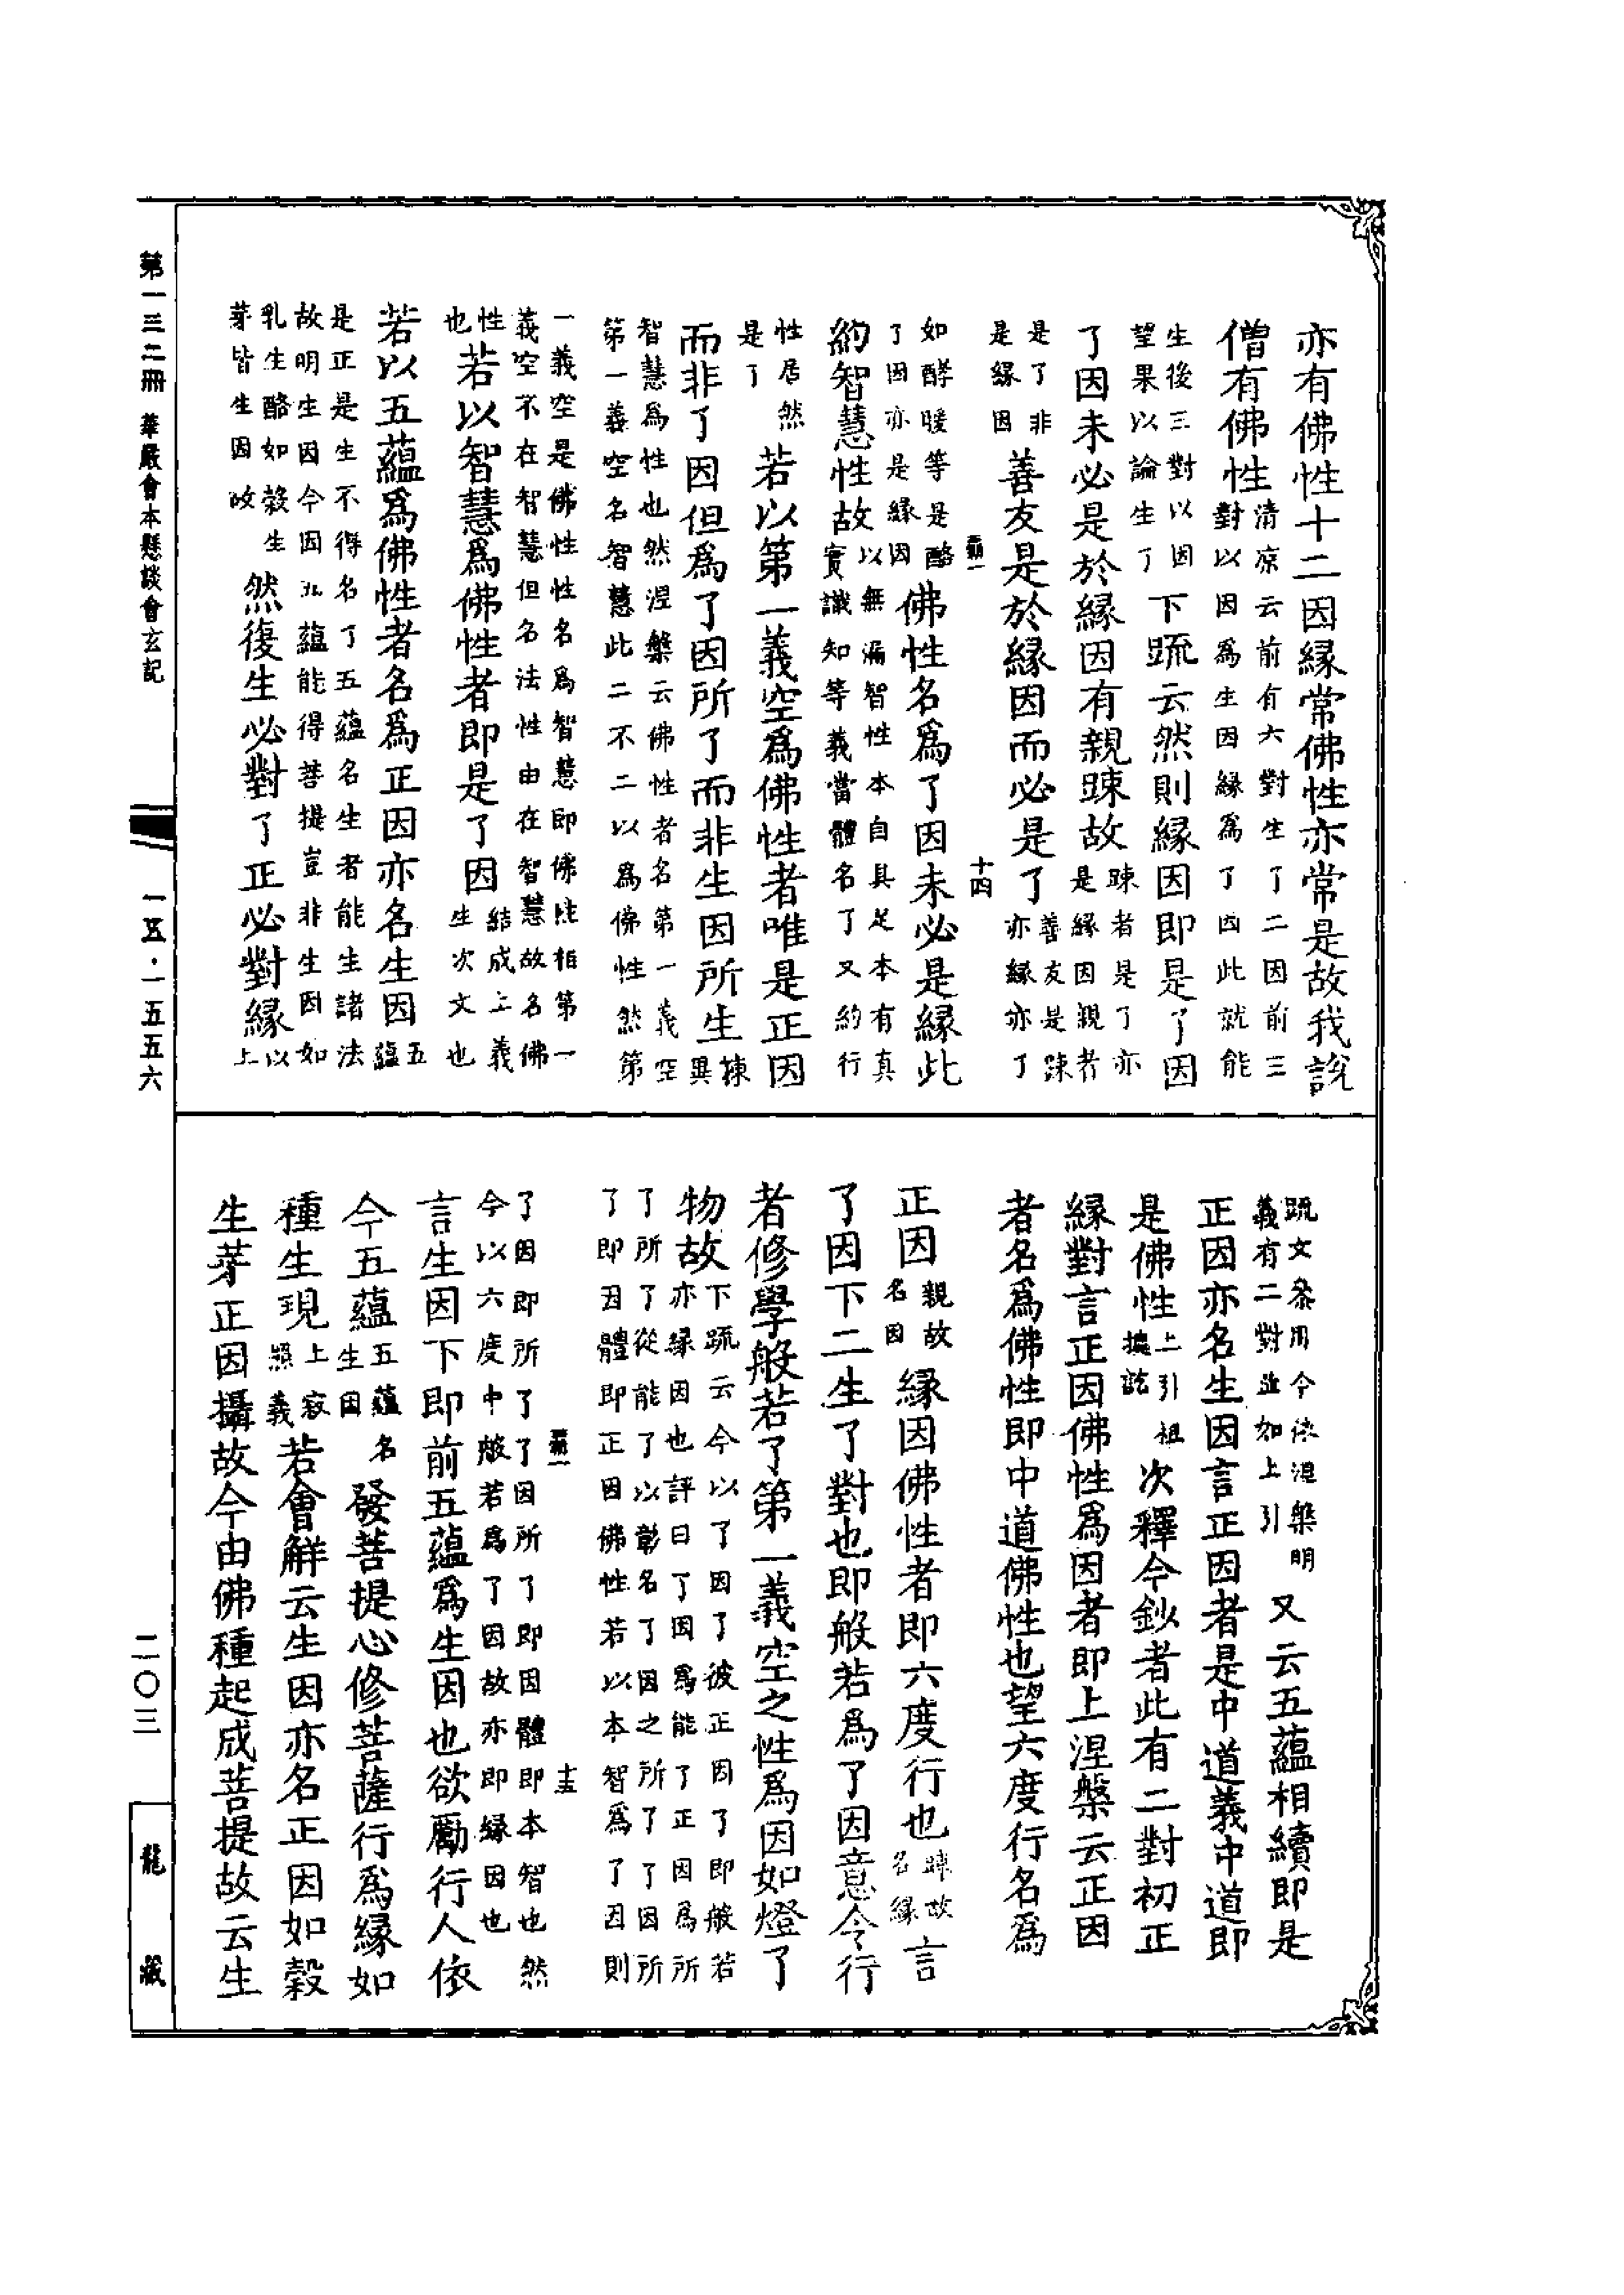 亦有佛性十二因緣常佛性亦常是故我說
僧有佛性清凉云前有六對生了二因前三對以因爲生因緣爲了因此就能
生後三對以因望果以論生了下䟽云然則緣因即是了因
了因未必是於緣因有親踈故踈者是了亦是緣因親者
是了非是緣因善友是於緣因而必是了善友是踈亦緣亦了
霸一 十四
如酵暖等是酪了因亦是緣因佛性名爲了因未必是緣此
約智慧性故以無漏智性本自具足本有真實識知等義當體名了又約行
性居然是了若以第一義空爲佛性者唯是正因
而非了因但爲了因所了而非生因所生揀異
智慧爲性也然涅槃云佛性者名第一義空第一義空名智慧此二不二以爲佛性然第
一義空是佛性性名爲智慧即佛性相第一義空不在智慧但名法性由在智慧故名佛
性也若以智慧爲佛性者即是了因結成上義生次文也
若以五蘊爲佛性者名爲正因亦名生因五蘊
是正是生不得名了五蘊名生者能生諸法故明生因今因九蘊能得菩提豈非生因如
乳生酪如穀生芽皆生因故然復生必對了正必對緣以上
䟽文叅用今依涅槃明義有二對並如上引又云五蘊相續即是
正因亦名生因言正因者是中道義中道即
是佛性上引祖據訖次釋今鈔者此有二對初正
緣對言正因佛性爲因者即上涅槃云正因
者名爲佛性即中道佛性也望六度行名爲
正因親故名因緣因佛性者即六度行也踈故名緣言
了因下二生了對也即般若爲了因意令行
者修學般若了第一義空之性爲因如燈了
物故下䟽云今以了因了彼正因了即般若亦緣因也評曰了因爲能了正因爲所
了所了從能了以彰名了因之所了了因所了即因體即正因佛性若以本智爲了因則
霸一 十五
了因即所了了因所了即因體即本智也然今以六度中般若爲了因故亦即緣因也
言生因下即前五蘊爲生因也欲勵行人依
今五蘊五蘊名生因發菩提心修菩薩行爲緣如
種生現上寂照義若會解云生因亦名正因如穀
生芽正因攝故今由佛種起成菩提故云生
第一三二冊 華嚴會本懸談會玄記
一五·一五五六
二〇三
龍藏